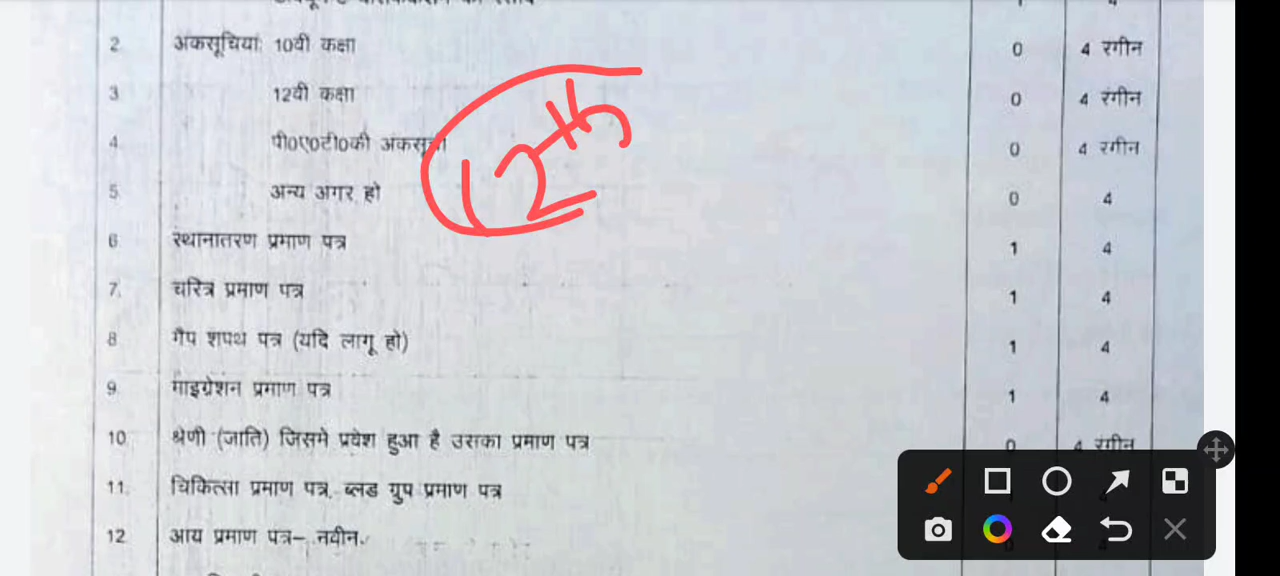 2 अंकसूचियां 10वी कक्षा 0 4 रंगीन
3 12वी कक्षा 0 4 रंगीन
4 पी0ए0टी0की 0 4 रंगीन
5. अन्य अगर हो 0 4
12th
6 स्थानातरण प्रमाण पत्र 1 4
7. चरित्र प्रमाण पत्र 1 4
8 गैप शपथ पत्र (यदि लागू हो) 1 4
9. माइग्रेशन प्रमाण पत्र 1 4
10. श्रेणी (जाति) जिसमे प्रवेश हुआ है उसका प्रमाण पत्र 0 4 रंगीन
11. चिकित्सा प्रमाण पत्र, ब्लड ग्रुप प्रमाण पत्र
12 आय प्रमाण पत्र– नवीन